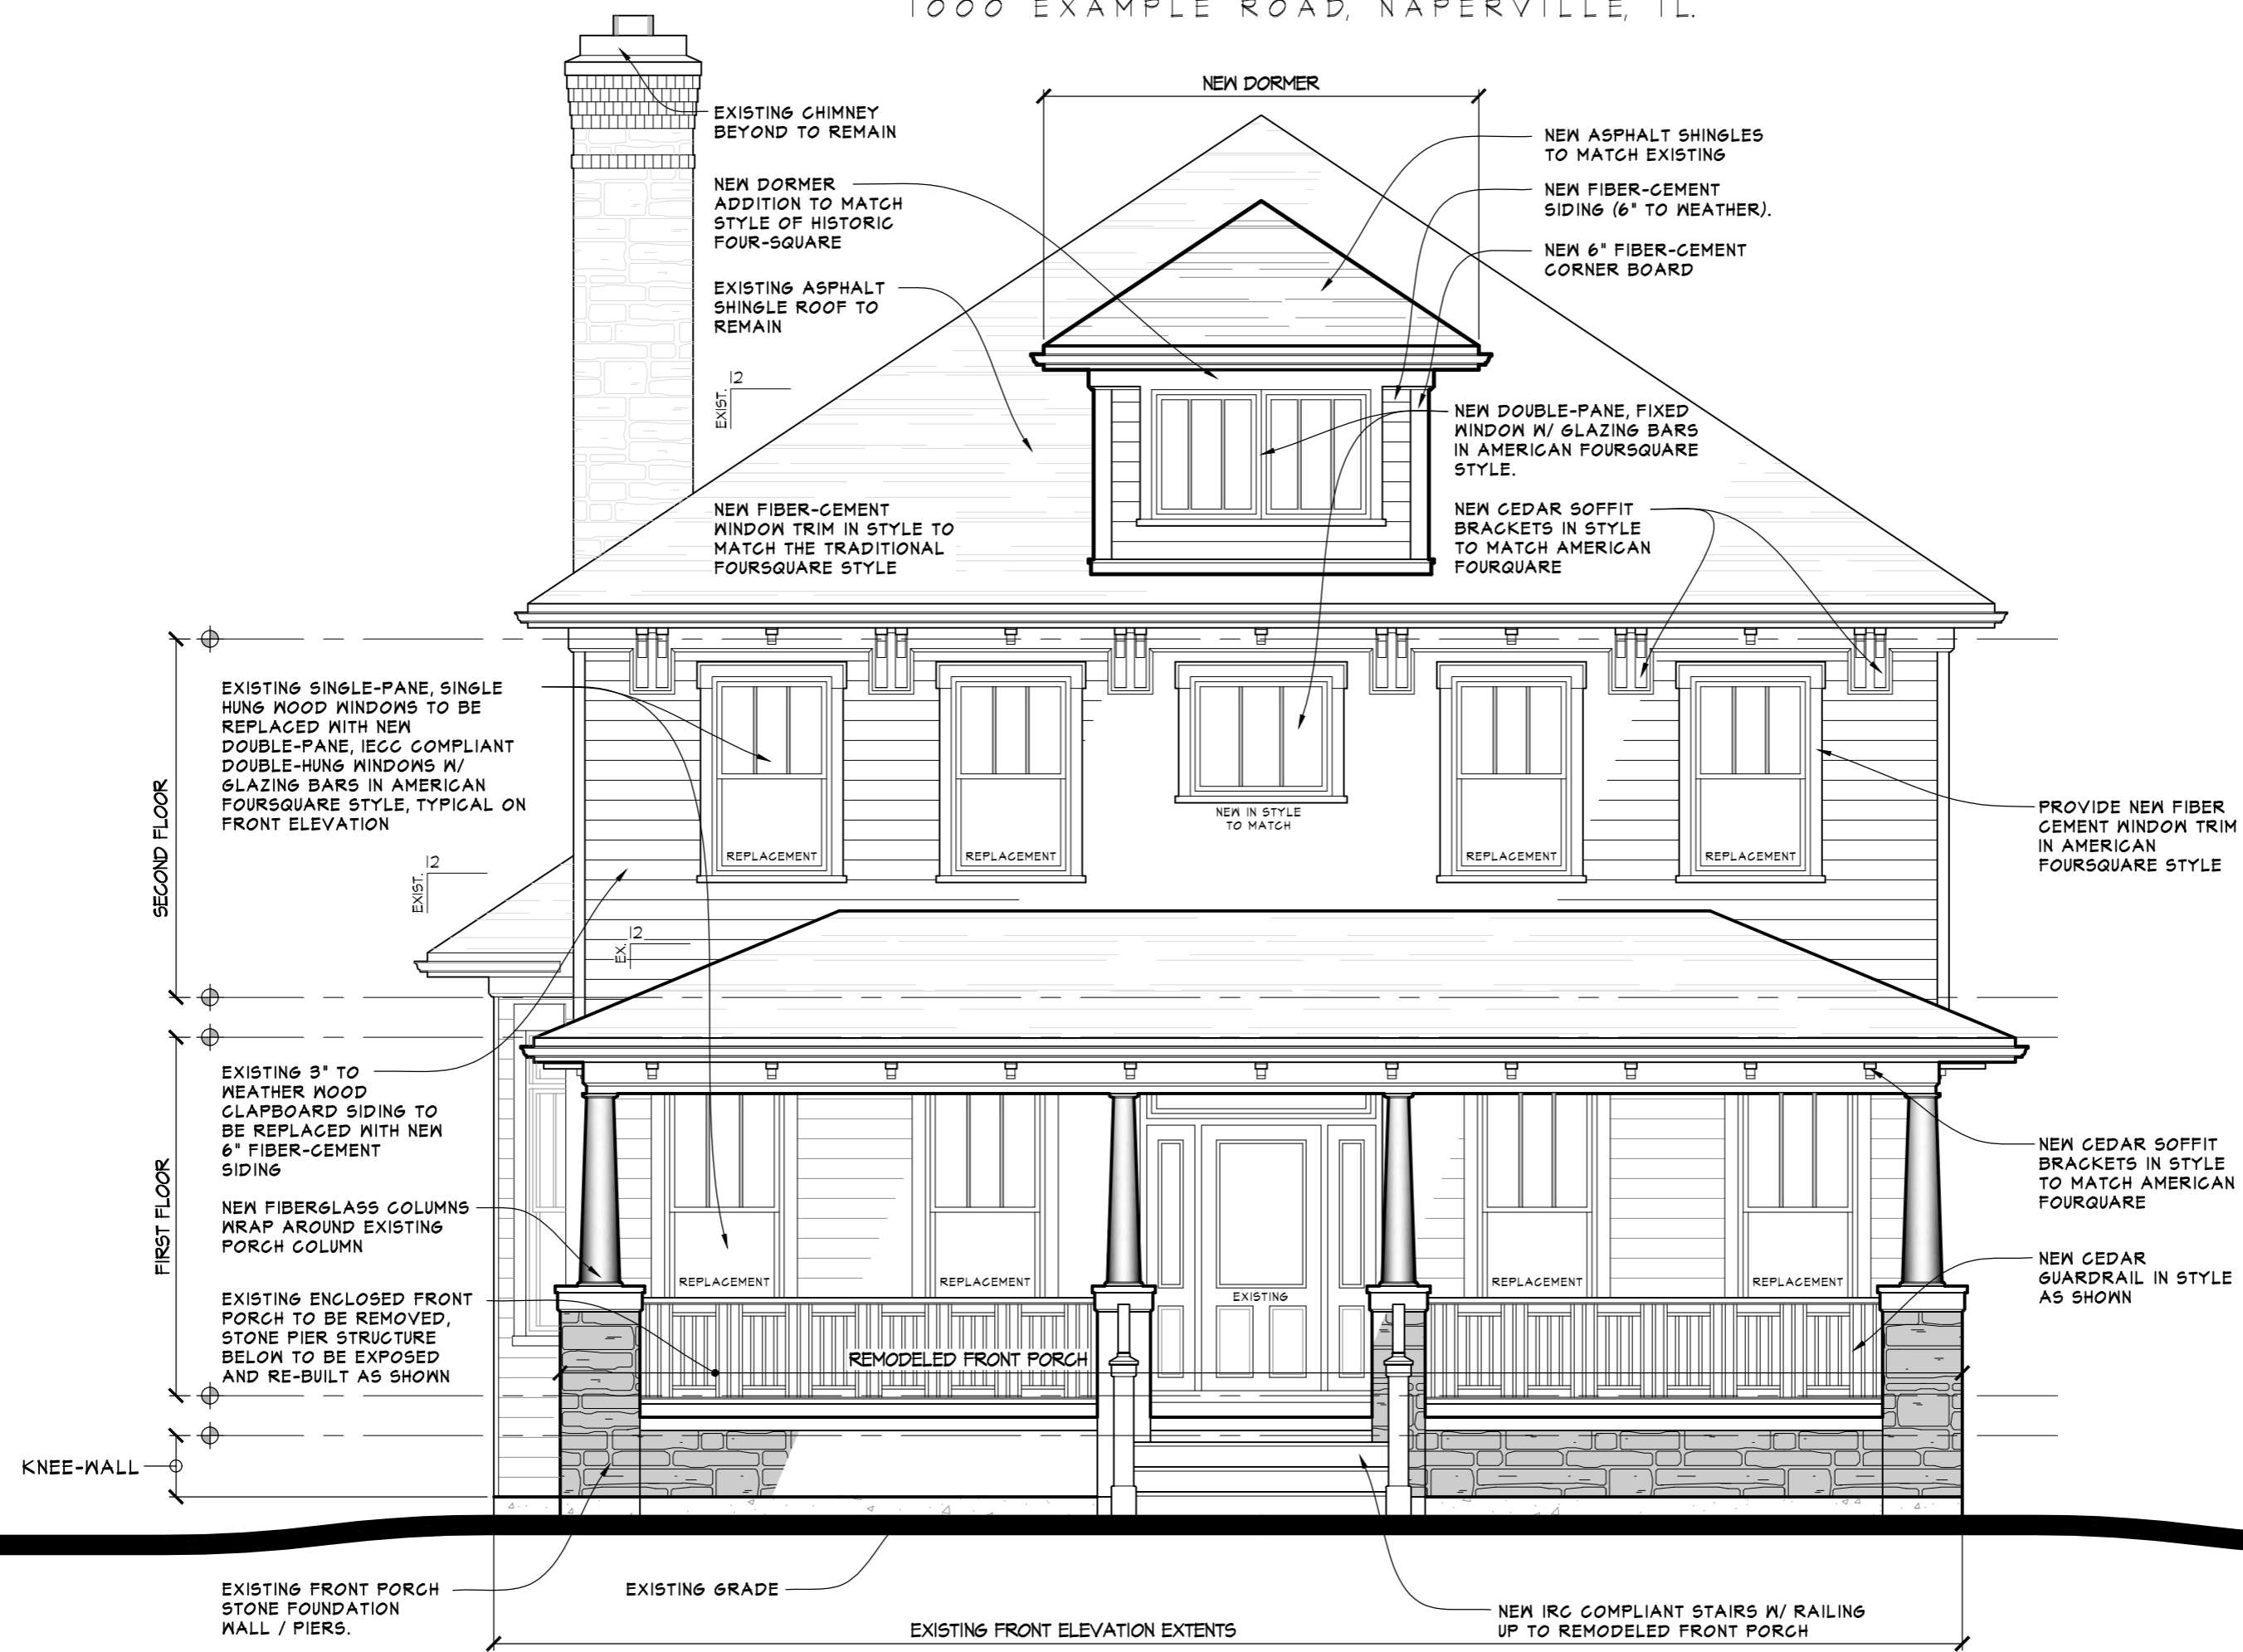 1000 EXAMPLE ROAD, NAPERVILLE, IL.
NEW DORMER
EXISTING CHIMNEY
BEYOND TO REMAIN
NEW DORMER
ADDITION TO MATCH
STYLE OF HISTORIC
FOUR-SQUARE
EXISTING ASPHALT
SHINGLE ROOF TO
REMAIN
12
EXIST.
NEW FIBER-CEMENT
WINDOW TRIM IN STYLE TO
MATCH THE TRADITIONAL
FOURSQUARE STYLE
NEW ASPHALT SHINGLES
TO MATCH EXISTING
NEW FIBER-CEMENT
SIDING (6" TO WEATHER).
NEW 6" FIBER-CEMENT
CORNER BOARD
NEW DOUBLE-PANE, FIXED
WINDOW W/ GLAZING BARS
IN AMERICAN FOURSQUARE
STYLE.
NEW CEDAR SOFFIT
BRACKETS IN STYLE
TO MATCH AMERICAN
FOURQUARE
SECOND FLOOR
EXISTING SINGLE-PANE, SINGLE
HUNG WOOD WINDOWS TO BE
REPLACED WITH NEW
DOUBLE-PANE, IECC COMPLIANT
DOUBLE-HUNG WINDOWS W/
GLAZING BARS IN AMERICAN
FOURSQUARE STYLE, TYPICAL ON
FRONT ELEVATION
REPLACEMENT
REPLACEMENT
NEW IN STYLE
TO MATCH
REPLACEMENT
REPLACEMENT
PROVIDE NEW FIBER
CEMENT WINDOW TRIM
IN AMERICAN
FOURSQUARE STYLE
12
EXIST.
12
EX.
FIRST FLOOR
EXISTING 3" TO
WEATHER WOOD
CLAPBOARD SIDING TO
BE REPLACED WITH NEW
6" FIBER-CEMENT
SIDING
NEW FIBERGLASS COLUMNS
WRAP AROUND EXISTING
PORCH COLUMN
EXISTING ENCLOSED FRONT
PORCH TO BE REMOVED,
STONE PIER STRUCTURE
BELOW TO BE EXPOSED
AND RE-BUILT AS SHOWN
REPLACEMENT
REPLACEMENT
EXISTING
REPLACEMENT
REPLACEMENT
REMODELED FRONT PORCH
NEW CEDAR SOFFIT
BRACKETS IN STYLE
TO MATCH AMERICAN
FOURQUARE
NEW CEDAR
GUARDRAIL IN STYLE
AS SHOWN
KNEE-WALL
EXISTING FRONT PORCH
STONE FOUNDATION
WALL / PIERS.
EXISTING GRADE
NEW IRC COMPLIANT STAIRS W/ RAILING
UP TO REMODELED FRONT PORCH
EXISTING FRONT ELEVATION EXTENTS